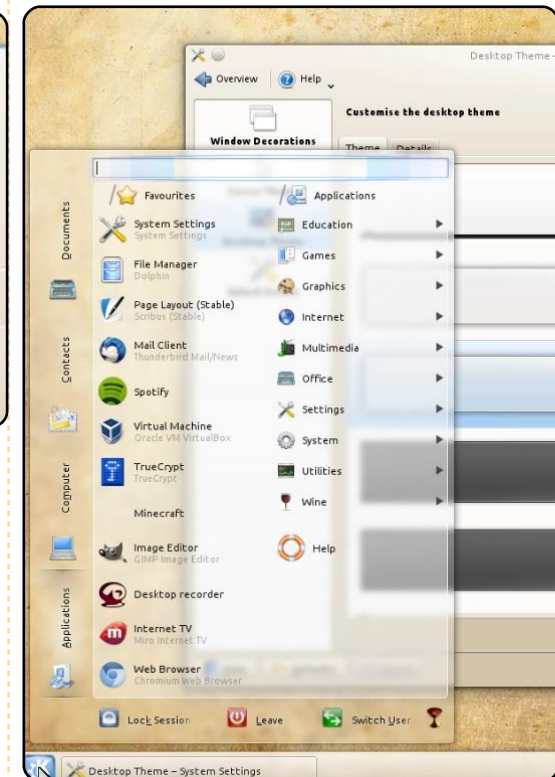 Desktop Theme –
Overview
Help
Window Decorations
Customise the desktop theme
Theme
Details
Documents
Contacts
Computer
Applications
Favourites
System Settings
System Settings
File Manager
Dolphin
Page Layout (Stable)
Scribus (Stable)
Mail Client
Thunderbird Mail/News
Spotify
Virtual Machine
Oracle VM VirtualBox
TrueCrypt
TrueCrypt
Minecraft
Image Editor
GIMP Image Editor
Desktop recorder
Internet TV
Miro Internet TV
Web Browser
Chromium Web Browser
Applications
Education
Games
Graphics
Internet
Multimedia
Office
Settings
System
Utilities
Wine
Help
Lock Session
Leave
Switch User
Desktop Theme – System Settings